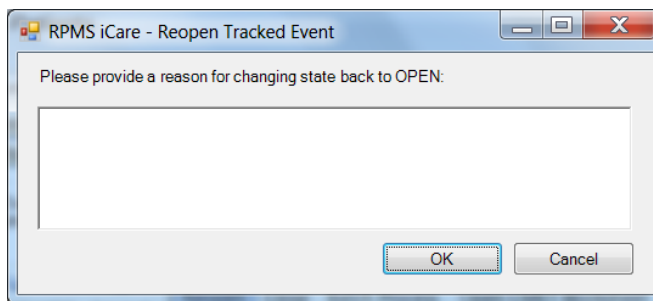 RPMS iCare - Reopen Tracked Event
Please provide a reason for changing state back to OPEN:
OK
Cancel